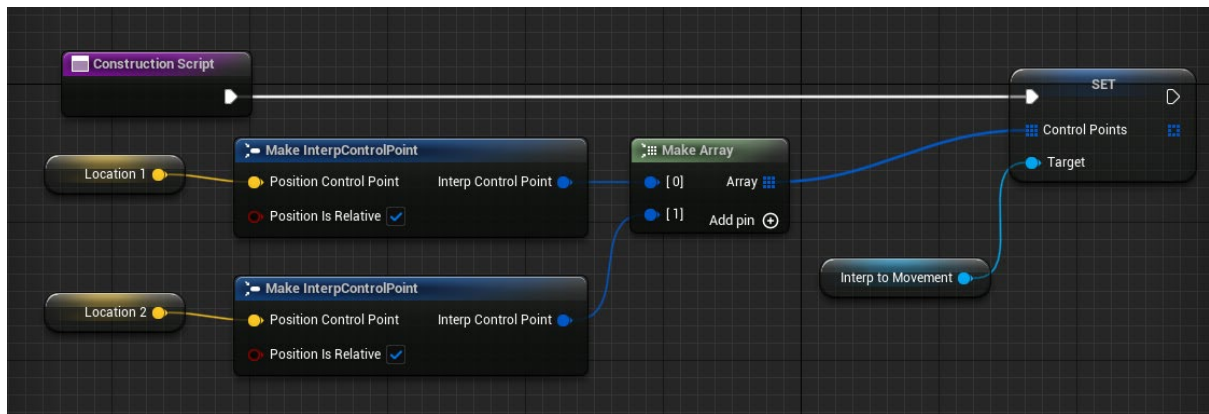 Construction Script
SET
Control Points
Target
Location 1
Make InterpControlPoint
Position Control Point Interp Control Point
Position Is Relative
Make Array
[0] Array
[1] Add pin
Interp to Movement
Location 2
Make InterpControlPoint
Position Control Point Interp Control Point
Position Is Relative